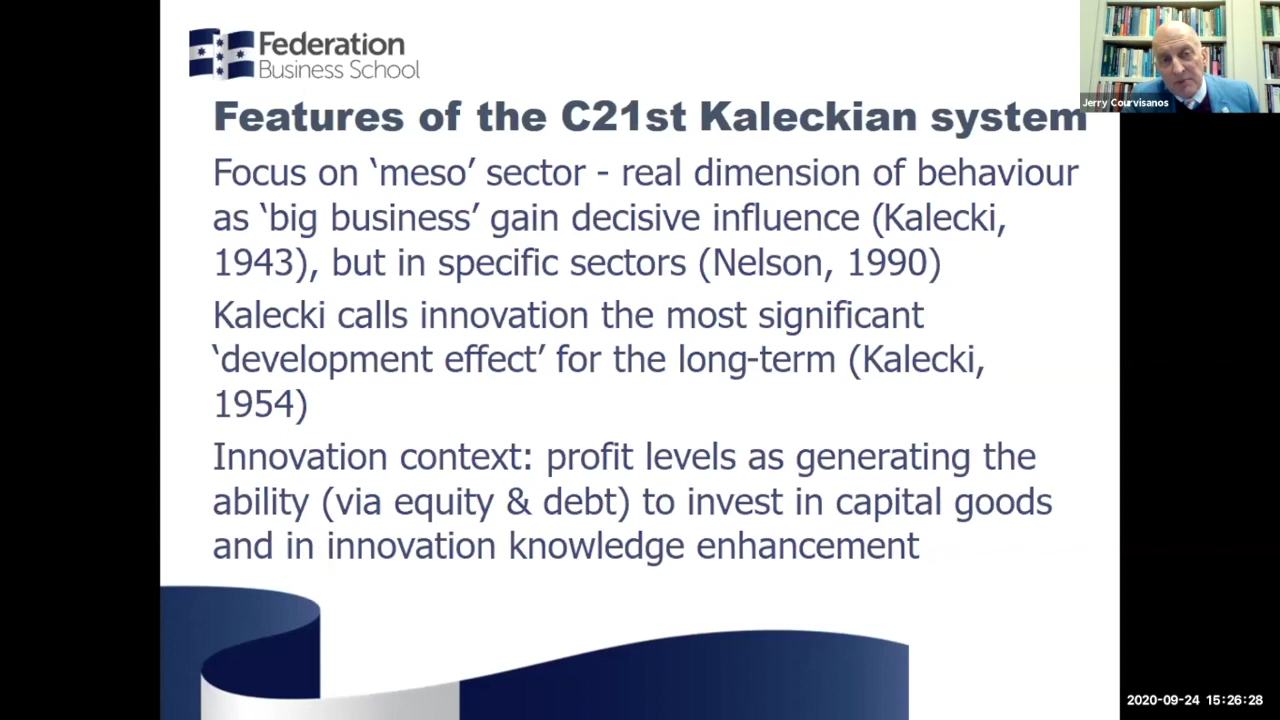 Federation
Business School
Jerry Courvisanos
Features of the C21st Kaleckian system
Focus on ‘meso’ sector - real dimension of behaviour
as ‘big business’ gain decisive influence (Kalecki,
1943), but in specific sectors (Nelson, 1990)
Kalecki calls innovation the most significant
‘development effect’ for the long-term (Kalecki,
1954)
Innovation context: profit levels as generating the
ability (via equity & debt) to invest in capital goods
and in innovation knowledge enhancement
2020-09-24 15:26:28